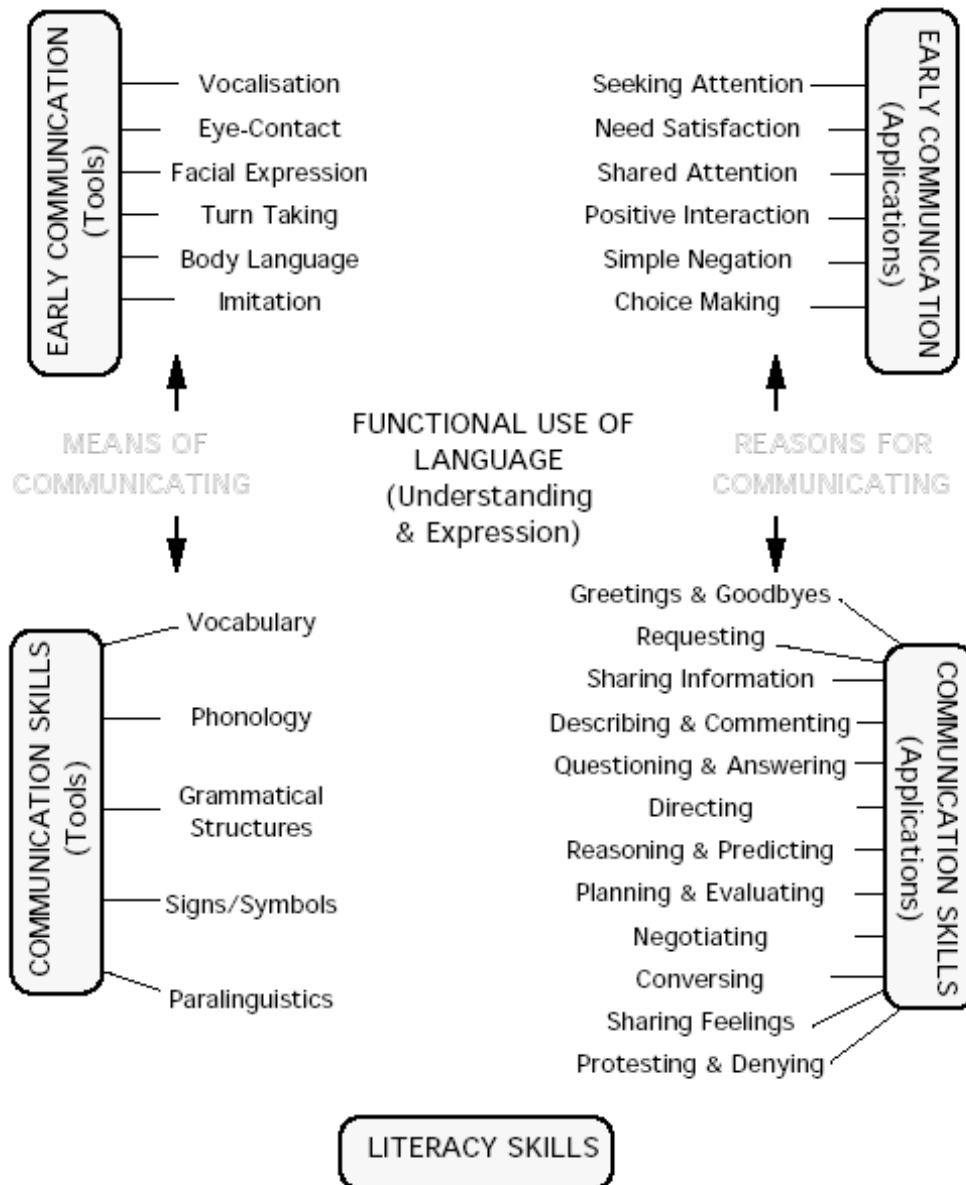 EARLY COMMUNICATION
(Tools)
Vocalisation
Eye-Contact
Facial Expression
Turn Taking
Body Language
Imitation
Seeking Attention
Need Satisfaction
Shared Attention
Positive Interaction
Simple Negation
Choice Making
EARLY COMMUNICATION
(Applications)
MEANS OF
COMMUNICATING
FUNCTIONAL USE OF
LANGUAGE
(Understanding
& Expression)
REASONS FOR
COMMUNICATING
COMMUNICATION SKILLS
(Tools)
Vocabulary
Phonology
Grammatical
Structures
Signs/Symbols
Paralinguistics
Greetings & Goodbyes
Requesting
Sharing Information
Describing & Commenting
Questioning & Answering
Directing
Reasoning & Predicting
Planning & Evaluating
Negotiating
Conversing
Sharing Feelings
Protesting & Denying
COMMUNICATION SKILLS
(Applications)
LITERACY SKILLS